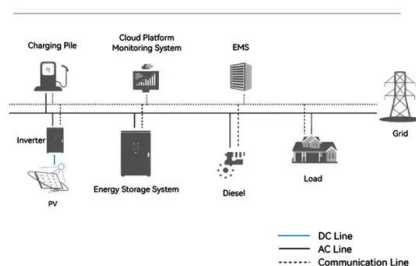 Charging Pile
Cloud Platform
Monitoring System
EMS
Grid
Inverter
PV
Energy Storage System
Diesel
Load
DC Line
AC Line
Communication Line